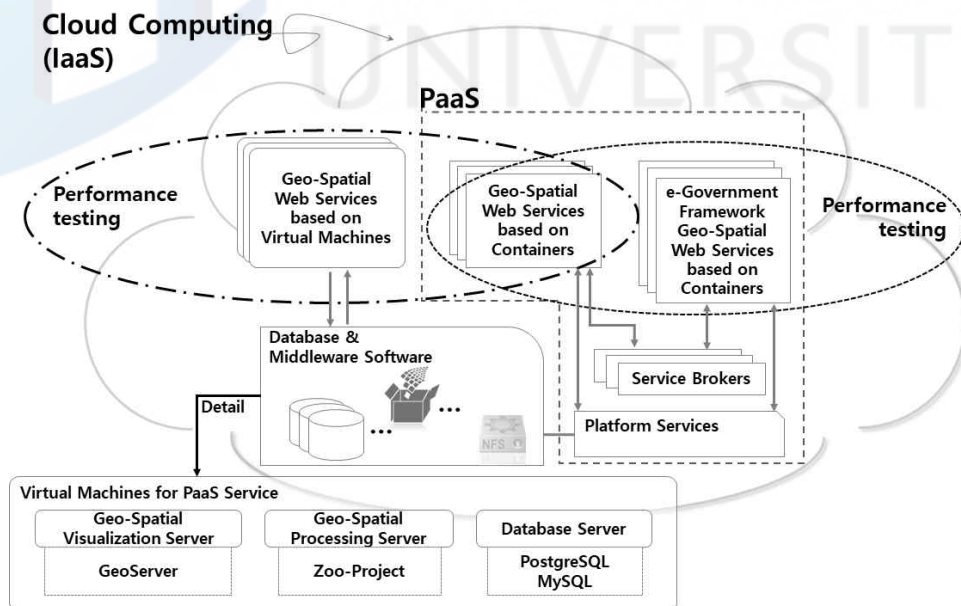 Cloud Computing
(IaaS)
UNIVERSIT
PaaS
Performance
testing
Geo-Spatial
Web Services
based on
Virtual Machines
Geo-Spatial
Web Services
based on
Containers
e-Government
Framework
Geo-Spatial
Web Services
based on
Containers
Performance
testing
Database &
Middleware Software
...
...
NFS
Service Brokers
Platform Services
Detail
Virtual Machines for PaaS Service
Geo-Spatial
Visualization Server
GeoServer
Geo-Spatial
Processing Server
Zoo-Project
Database Server
PostgreSQL
MySQL